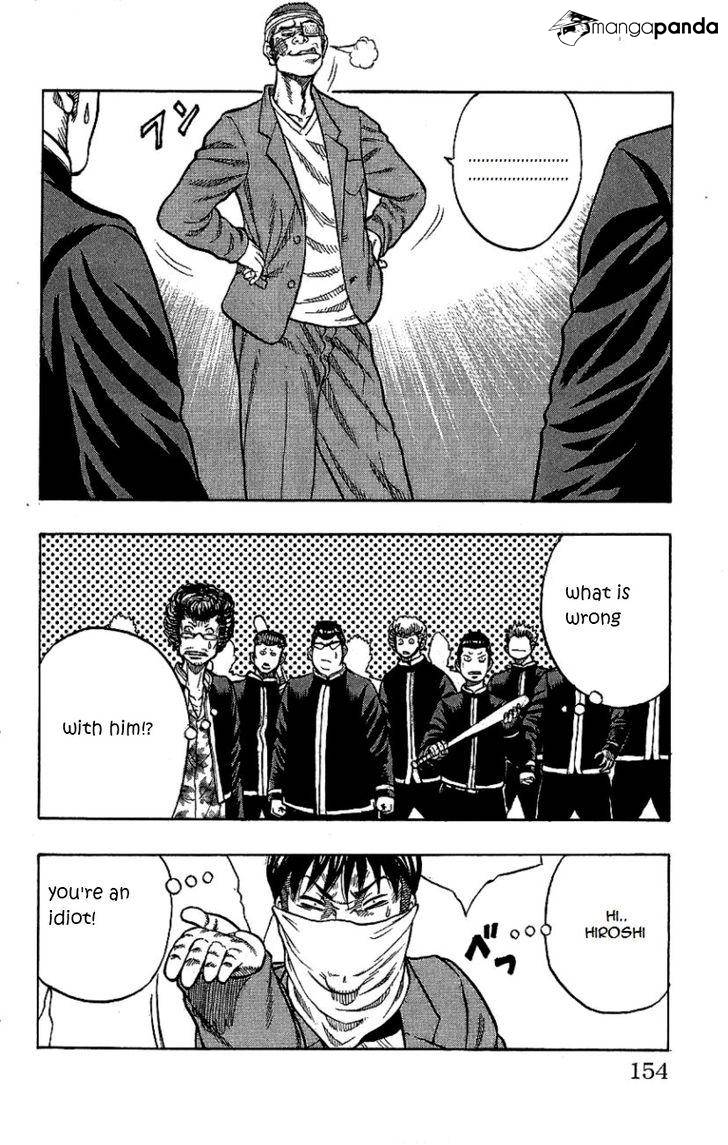 mangapanda
フン
......................
......................
what is
wrong
with him!?
HI..
HIROSHI
べっ
you're an
idiot!
154